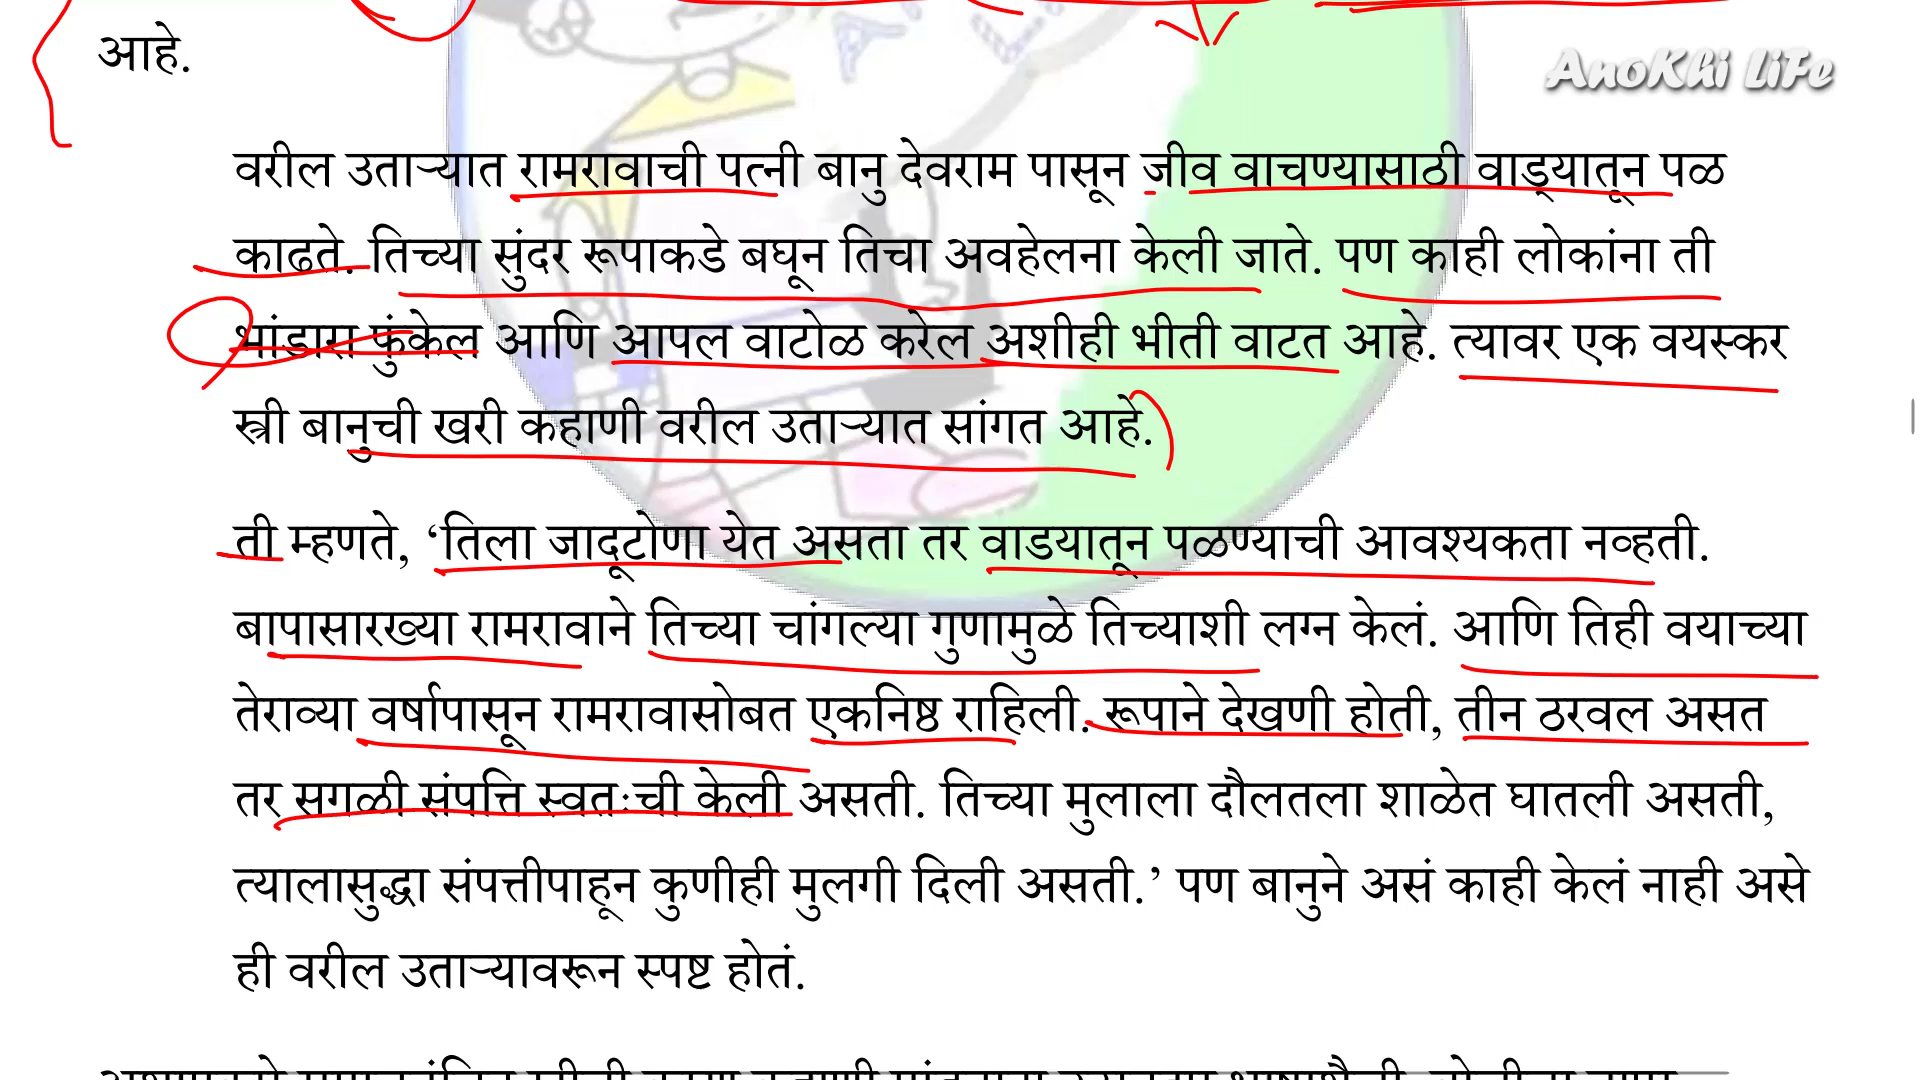 आहे.
AnoKhi LiFe
वरील उताऱ्यात रामरावाची पत्नी बानु देवराम पासून जीव वाचण्यासाठी वाड्यातून पळ
काढते. तिच्या सुंदर रूपाकडे बघून तिचा अवहेलना केली जाते. पण काही लोकांना ती
भांडारा फुंकेल आणि आपल वाटोळ करेल अशीही भीती वाटत आहे. त्यावर एक वयस्कर
स्त्री बानुची खरी कहाणी वरील उताऱ्यात सांगत आहे.
ती म्हणते, ‘तिला जादूटोणा येत असता तर वाडयातून पळण्याची आवश्यकता नव्हती.
बापासारख्या रामरावाने तिच्या चांगल्या गुणामुळे तिच्याशी लग्न केलं. आणि तिही वयाच्या
तेराव्या वर्षापासून रामरावासोबत एकनिष्ठ राहिली. रूपाने देखणी होती, तीन ठरवल असत
तर सगळी संपत्ति स्वतःची केली असती. तिच्या मुलाला दौलतला शाळेत घातली असती,
त्यालासुद्धा संपत्तीपाहून कुणीही मुलगी दिली असती.’ पण बानुने असं काही केलं नाही असे
ही वरील उताऱ्यावरून स्पष्ट होतं.